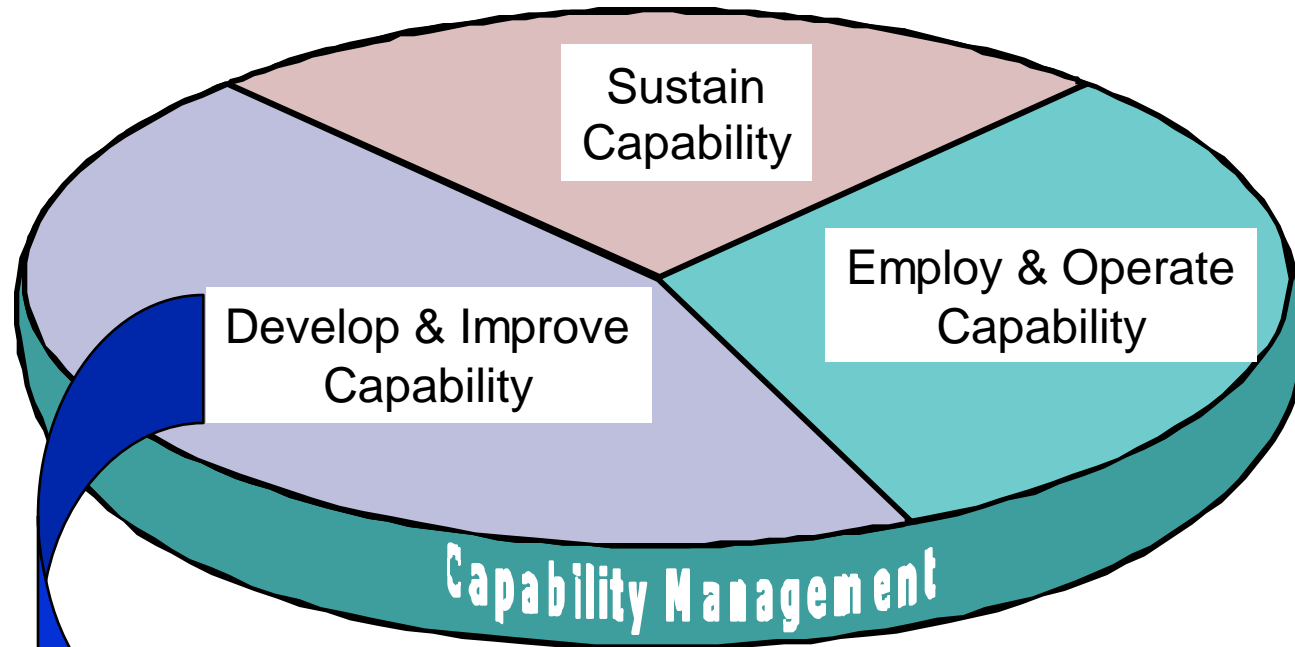 Sustain
Capability
Employ & Operate
Capability
Develop & Improve
Capability
Capability Management